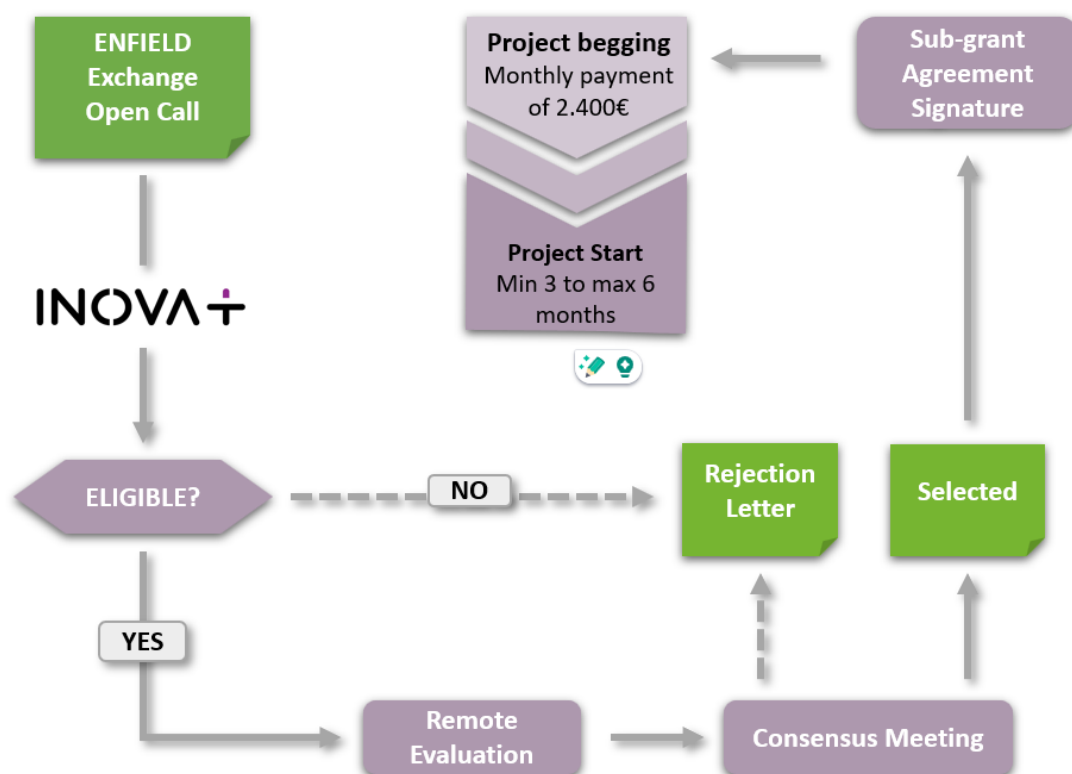 ENFIELD
Exchange
Open Call
Project begging
Monthly payment
of 2.400€
Sub-grant
Agreement
Signature
Project Start
Min 3 to max 6
months
INOVA+
ELIGIBLE?
NO
Rejection
Letter
Selected
YES
Remote
Evaluation
Consensus Meeting